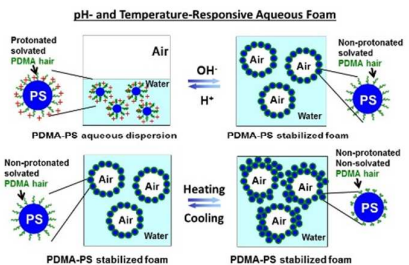 pH- and Temperature-Responsive Aqueous Foam
Protonated
solvated
PDMA hair
PS
Air
Water
PDMA-PS aqueous dispersion
OH-
H+
Air
Air
Air
Water
PDMA-PS stabilized foam
Non-protonated
solvated
PDMA hair
PS
Non-protonated
solvated
PDMA hair
PS
Air
Air
Air
Water
PDMA-PS stabilized foam
Heating
Cooling
Air
Air
Air
Water
PDMA-PS stabilized foam
Non-protonated
Non-solvated
PDMA hair
PS